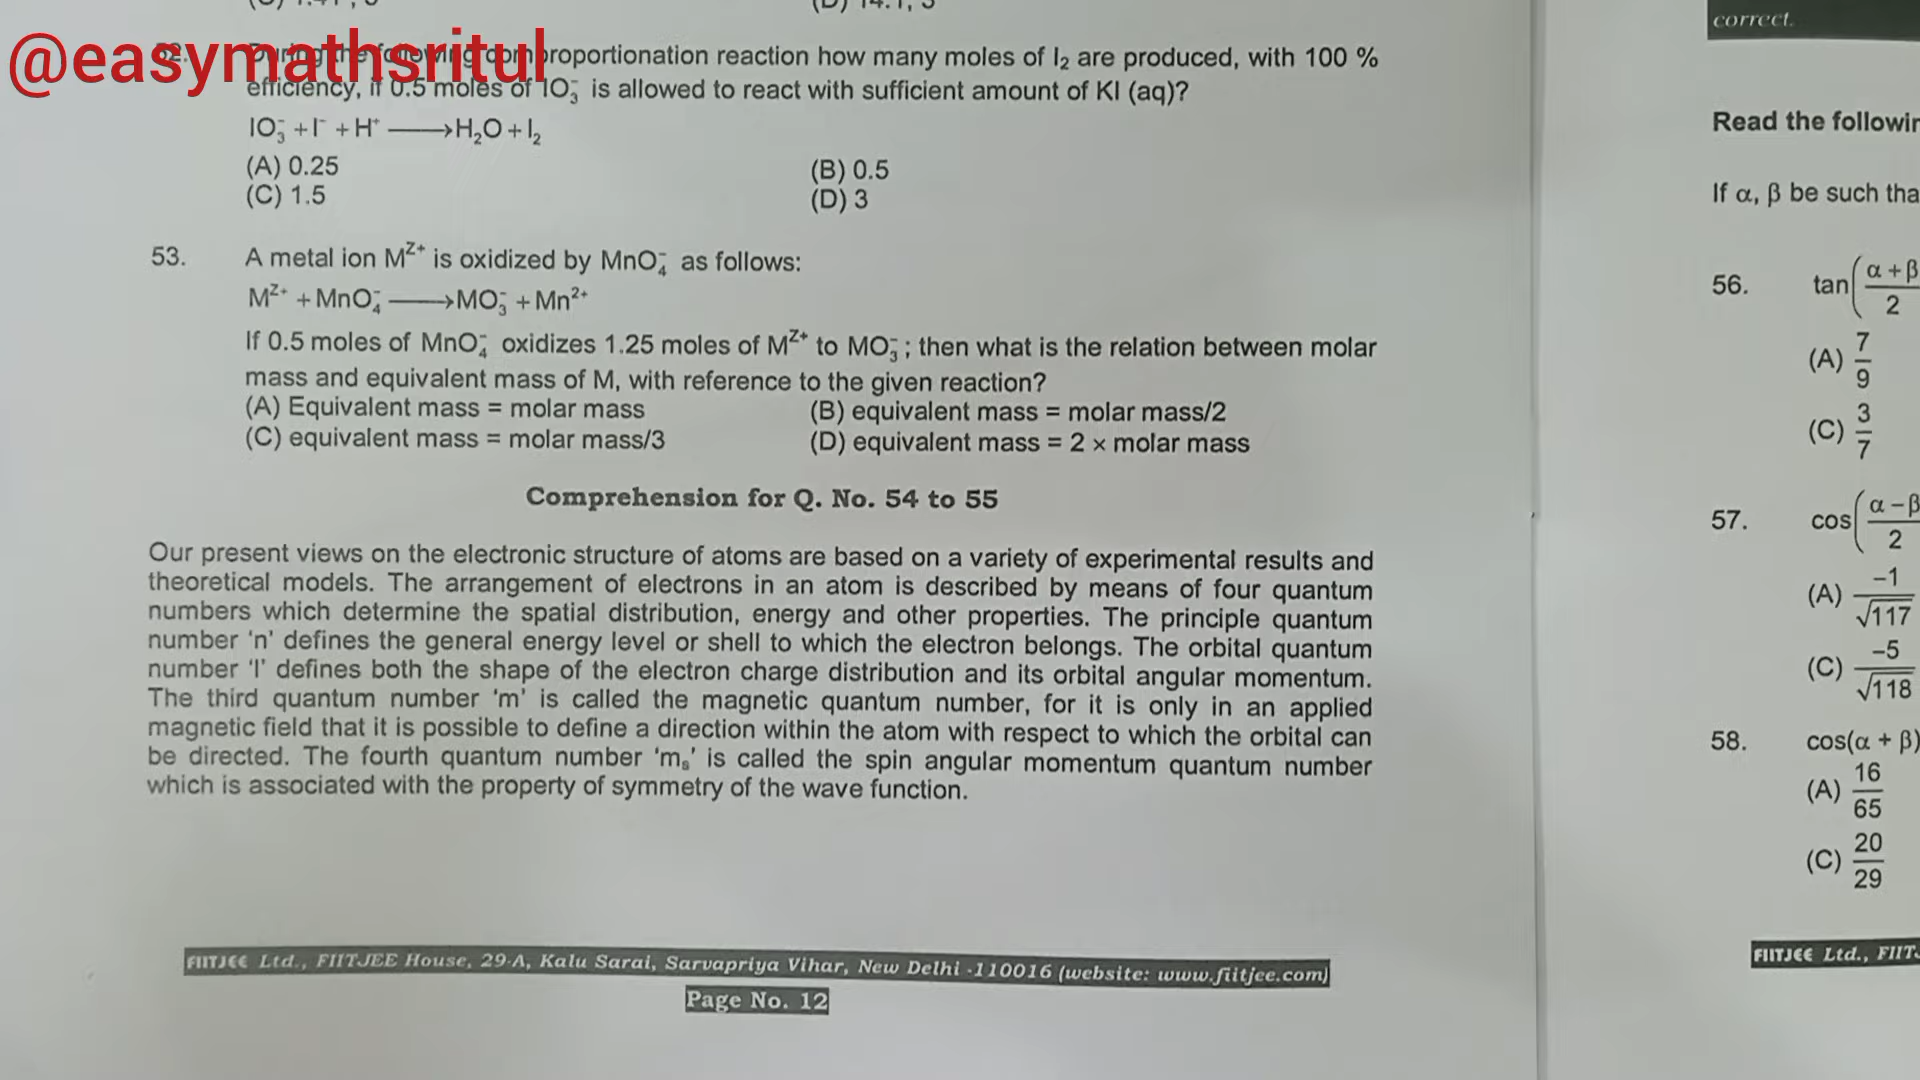 @easymathsritul
52. During the following comproportionation reaction how many moles of I₂ are produced, with 100 %
efficiency, if 0.5 moles of IO₃⁻ is allowed to react with sufficient amount of KI (aq)?
IO₃⁻ + I⁻ + H⁺ ⟶ H₂O + I₂
(A) 0.25 (B) 0.5
(C) 1.5 (D) 3
53. A metal ion M^Z+ is oxidized by MnO₄⁻ as follows:
M^Z+ + MnO₄⁻ ⟶ MO₃⁻ + Mn²⁺
If 0.5 moles of MnO₄⁻ oxidizes 1.25 moles of M^Z+ to MO₃⁻; then what is the relation between molar
mass and equivalent mass of M, with reference to the given reaction?
(A) Equivalent mass = molar mass (B) equivalent mass = molar mass/2
(C) equivalent mass = molar mass/3 (D) equivalent mass = 2 × molar mass
Comprehension for Q. No. 54 to 55
Our present views on the electronic structure of atoms are based on a variety of experimental results and
theoretical models. The arrangement of electrons in an atom is described by means of four quantum
numbers which determine the spatial distribution, energy and other properties. The principle quantum
number 'n' defines the general energy level or shell to which the electron belongs. The orbital quantum
number 'l' defines both the shape of the electron charge distribution and its orbital angular momentum.
The third quantum number 'm' is called the magnetic quantum number, for it is only in an applied
magnetic field that it is possible to define a direction within the atom with respect to which the orbital can
be directed. The fourth quantum number 'mₛ' is called the spin angular momentum quantum number
which is associated with the property of symmetry of the wave function.
FIITJEE Ltd., FIITJEE House, 29-A, Kalu Sarai, Sarvapriya Vihar, New Delhi -110016 (website: www.fiitjee.com)
Page No. 12
correct.
Read the followin
If α, β be such tha
56. tan(α + β/2
(A) 7/9
(C) 3/7
57. cos(α − β/2
(A) −1/√117
(C) −5/√118
58. cos(α + β)
(A) 16/65
(C) 20/29
FIITJEE Ltd., FIIT